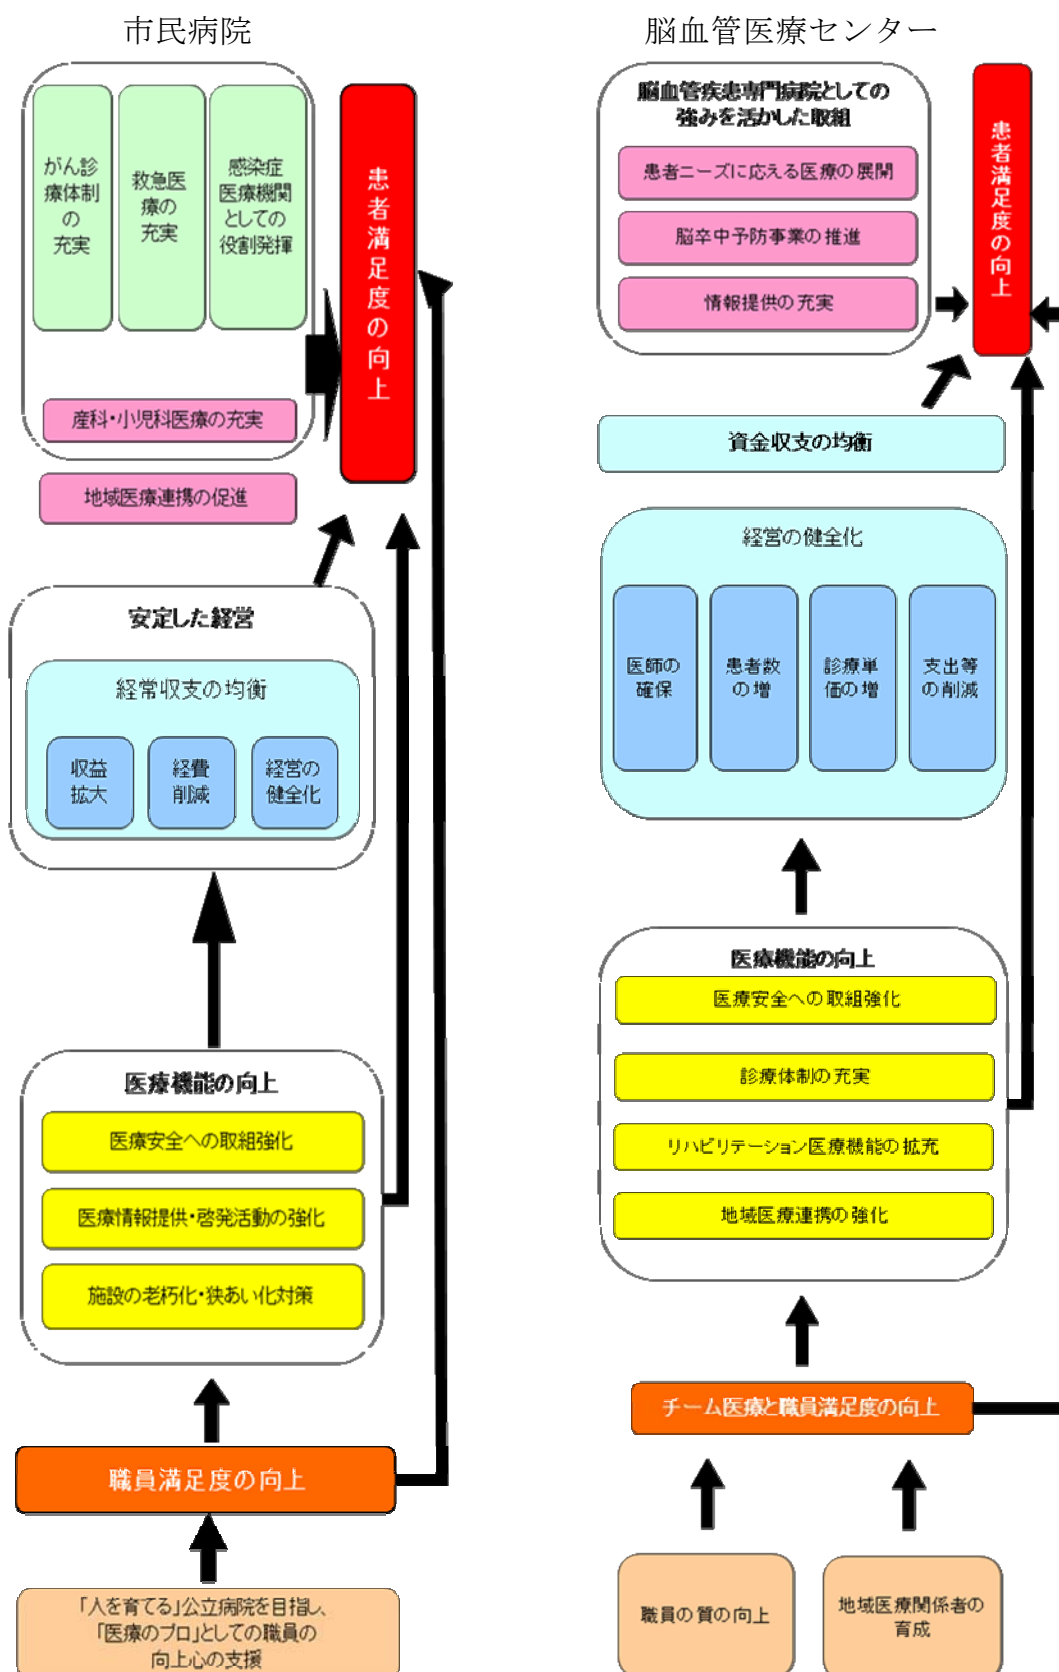 市民病院
がん診
療体制
の
充実
救急医
療の
充実
感染症
医療機関
としての
役割発揮
産科・小児科医療の充実
地域医療連携の促進
患者満足度の向上
安定した経営
経常収支の均衡
収益
拡大
経費
削減
経営の
健全化
医療機能の向上
医療安全への取組強化
医療情報提供・啓発活動の強化
施設の老朽化・狭あい化対策
職員満足度の向上
「人を育てる」公立病院を目指し、
「医療のプロ」としての職員の
向上心の支援
脳血管医療センター
脳血管疾患専門病院としての
強みを活かした取組
患者ニーズに応える医療の展開
脳卒中予防事業の推進
情報提供の充実
患者満足度の向上
資金収支の均衡
経営の健全化
医師の
確保
患者数
の増
診療単
価の増
支出等
の削減
医療機能の向上
医療安全への取組強化
診療体制の充実
リハビリテーション医療機能の拡充
地域医療連携の強化
チーム医療と職員満足度の向上
職員の質の向上
地域医療関係者の
育成